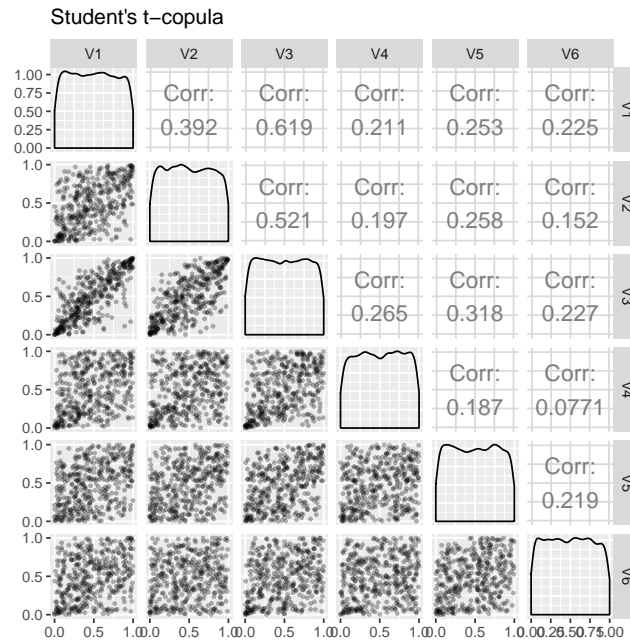 Student's t−copula
V1 V2 V3 V4 V5 V6
1.00
0.75
0.50
0.25
0.00
Corr: Corr: Corr: Corr: Corr:
0.392 0.619 0.211 0.253 0.225
V1
1.0
0.5
0.0
Corr: Corr: Corr: Corr:
0.521 0.197 0.258 0.152
V2
1.0
0.5
0.0
Corr: Corr: Corr:
0.265 0.318 0.227
V3
1.0
0.5
0.0
Corr: Corr:
0.187 0.0771
V4
1.0
0.5
0.0
Corr:
0.219
V5
1.0
0.5
0.0
V6
0.0 0.5 1.0 0.0 0.5 1.0 0.0 0.5 1.0 0.0 0.5 1.0 0.0 0.5 1.0 0.00 0.25 0.50 0.75 1.00